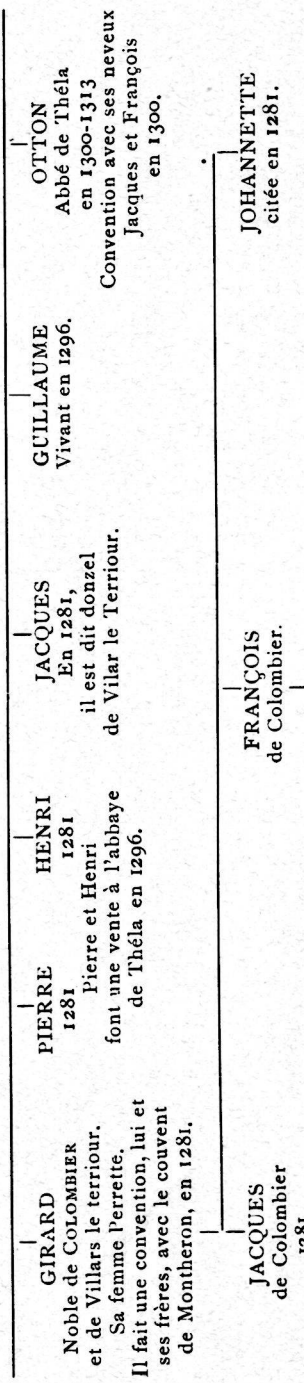 GIRARD
Noble de COLOMBIER
et de Villars le terriour.
Sa femme Perrette.
Il fait une convention, lui et
ses frères, avec le couvent
de Montheron, en 1281.
PIERRE
1281
HENRI
1281
Pierre et Henri
font une vente à l'abbaye
de Théla en 1296.
JACQUES
En 1281,
il est dit donzel
de Vilar le Terriour.
GUILLAUME
Vivant en 1296.
OTTON
Abbé de Théla
en 1300-1313
Convention avec ses neveux
Jacques et François
en 1300.
JACQUES
de Colombier
1281
FRANÇOIS
de Colombier.
JOHANNETTE
citée en 1281.